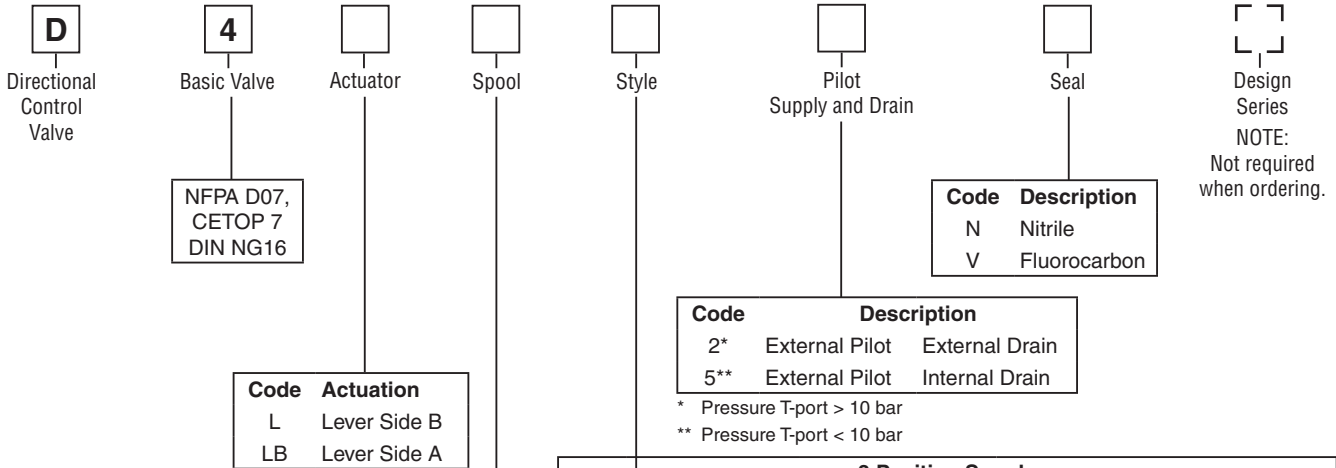 D 4
Directional
Control
Valve
Basic Valve
Actuator
Spool
Style
Pilot
Supply and Drain
Seal
Design
Series
NOTE:
Not required
when ordering.
NFPA D07,
CETOP 7
DIN NG16
Code Description
N Nitrile
V Fluorocarbon
Code Description
2* External Pilot External Drain
5** External Pilot Internal Drain
* Pressure T-port > 10 bar
** Pressure T-port < 10 bar
Code Actuation
L Lever Side B
LB Lever Side A